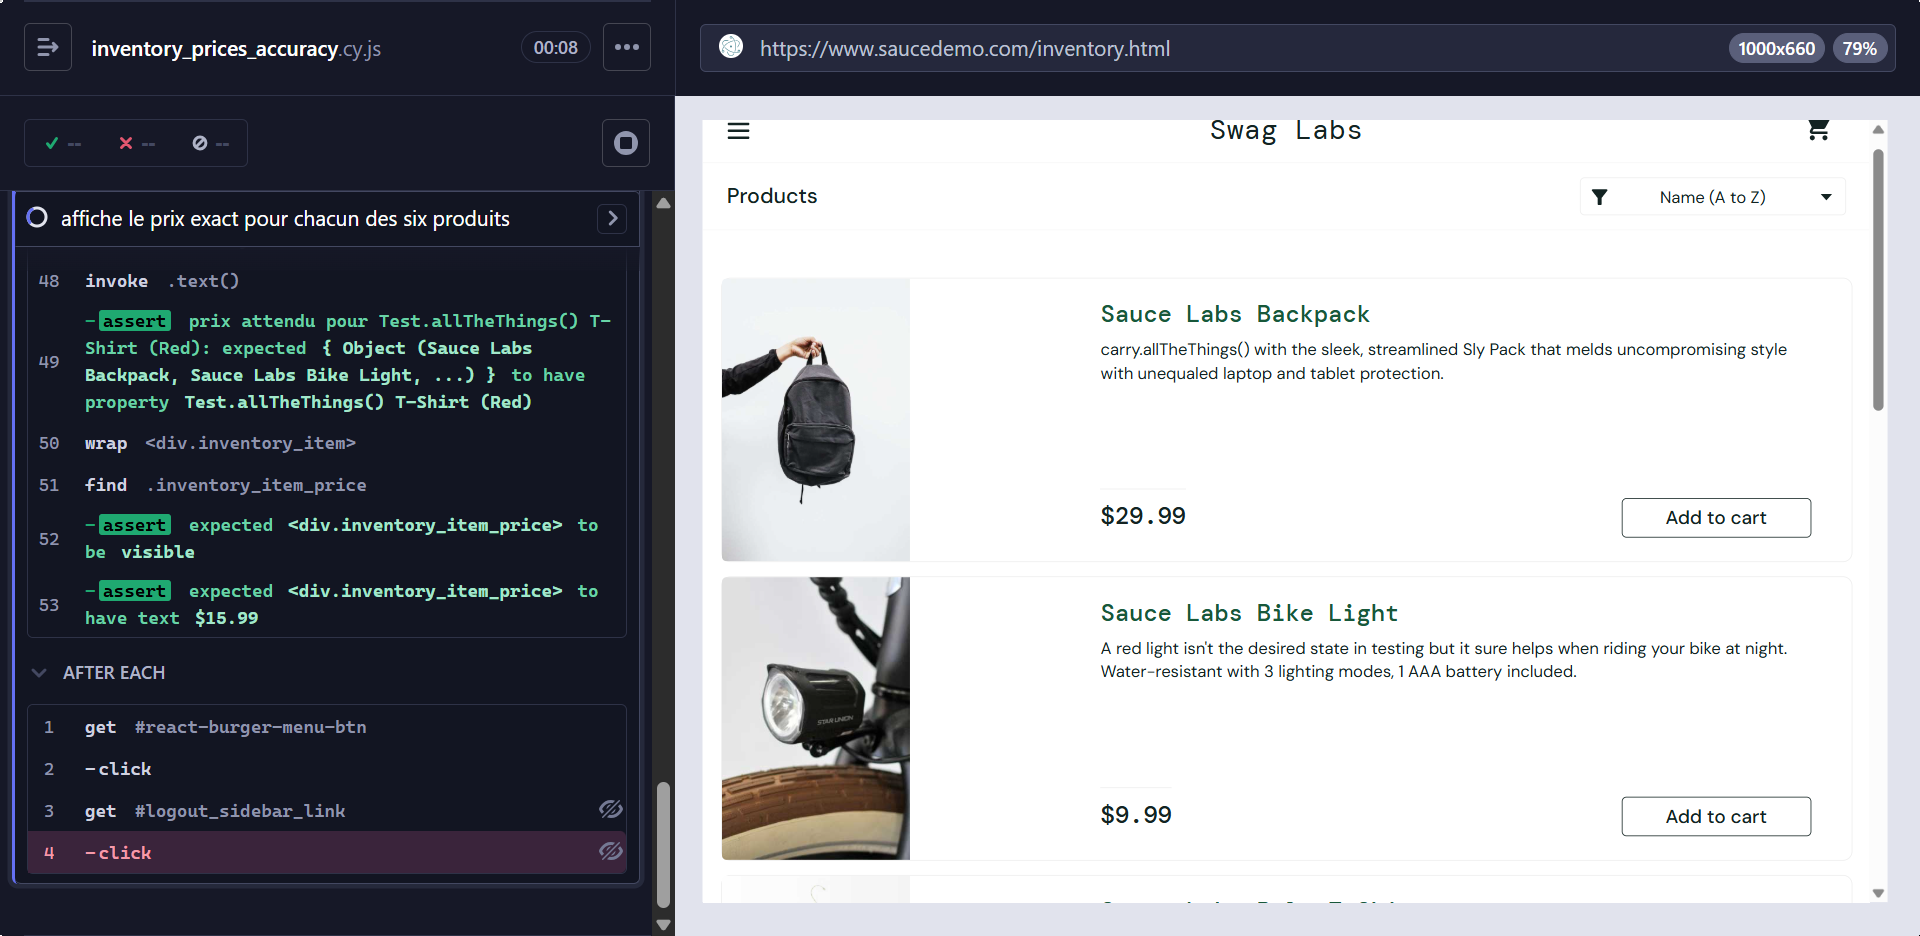 inventory_prices_accuracy.cy.js
00:08
--
--
--
affiche le prix exact pour chacun des six produits
48 invoke .text()
49 -assert prix attendu pour Test.allTheThings() T-
Shirt (Red): expected { Object (Sauce Labs
Backpack, Sauce Labs Bike Light, ...) } to have
property Test.allTheThings() T-Shirt (Red)
50 wrap <div.inventory_item>
51 find .inventory_item_price
52 -assert expected <div.inventory_item_price> to
be visible
53 -assert expected <div.inventory_item_price> to
have text $15.99
AFTER EACH
1 get #react-burger-menu-btn
2 -click
3 get #logout_sidebar_link
4 -click
https://www.saucedemo.com/inventory.html
1000x660
79%
Swag Labs
Products
Name (A to Z)
Sauce Labs Backpack
carry.allTheThings() with the sleek, streamlined Sly Pack that melds uncompromising style
with unequaled laptop and tablet protection.
$29.99
Add to cart
STAR UNION
Sauce Labs Bike Light
A red light isn't the desired state in testing but it sure helps when riding your bike at night.
Water-resistant with 3 lighting modes, 1 AAA battery included.
$9.99
Add to cart